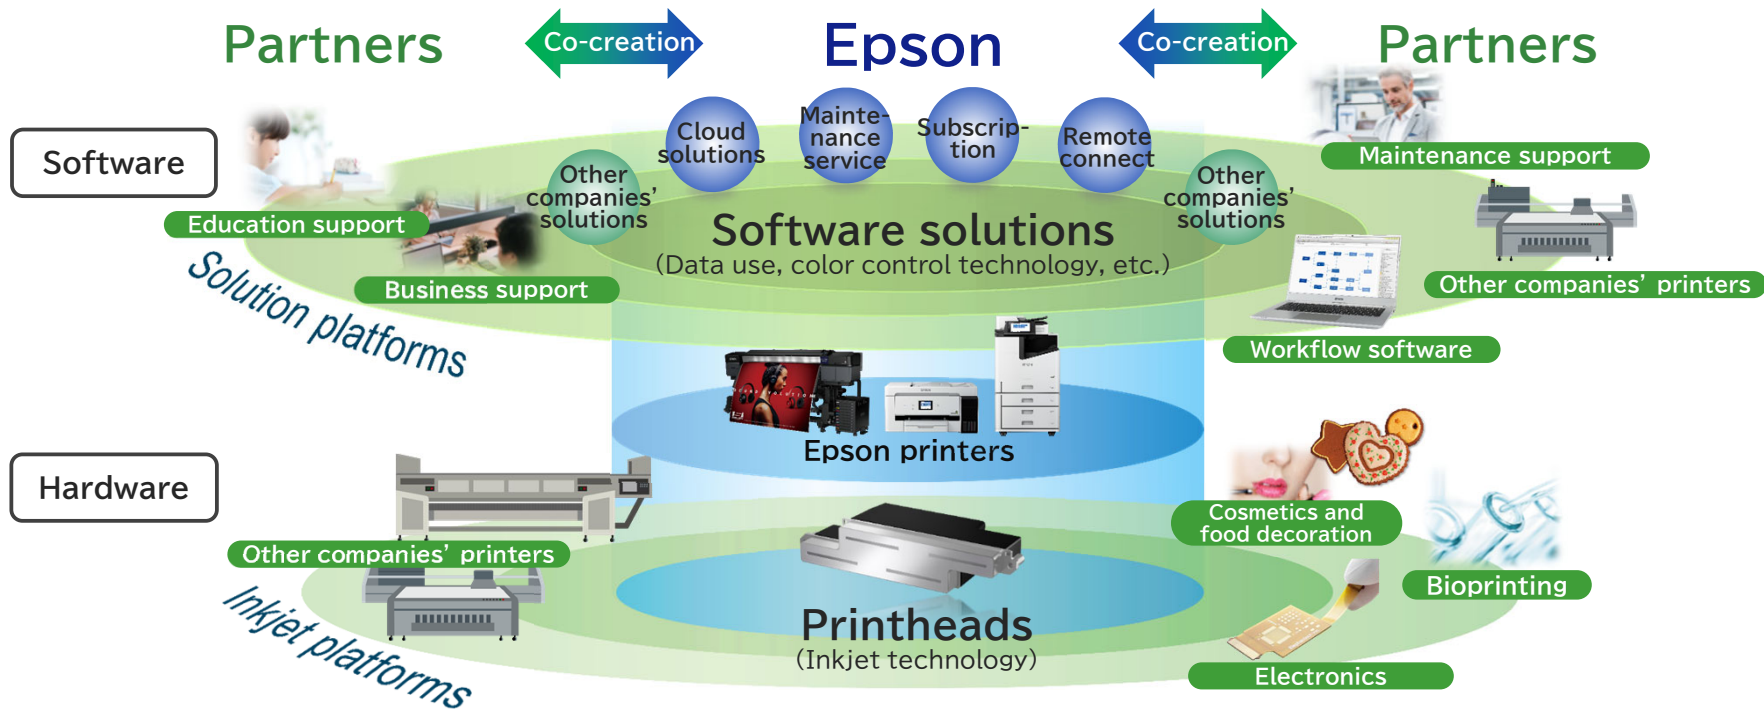 Partners
Co-creation
Epson
Co-creation
Partners
Software
Cloud
solutions
Mainte-
nance
service
Subscrip-
tion
Remote
connect
Other
companies'
solutions
Other
companies'
solutions
Maintenance support
Education support
Software solutions
(Data use, color control technology, etc.)
Business support
Other companies' printers
Solution platforms
Workflow software
Epson printers
Hardware
Cosmetics and
food decoration
Other companies' printers
Bioprinting
Inkjet platforms
Printheads
(Inkjet technology)
Electronics